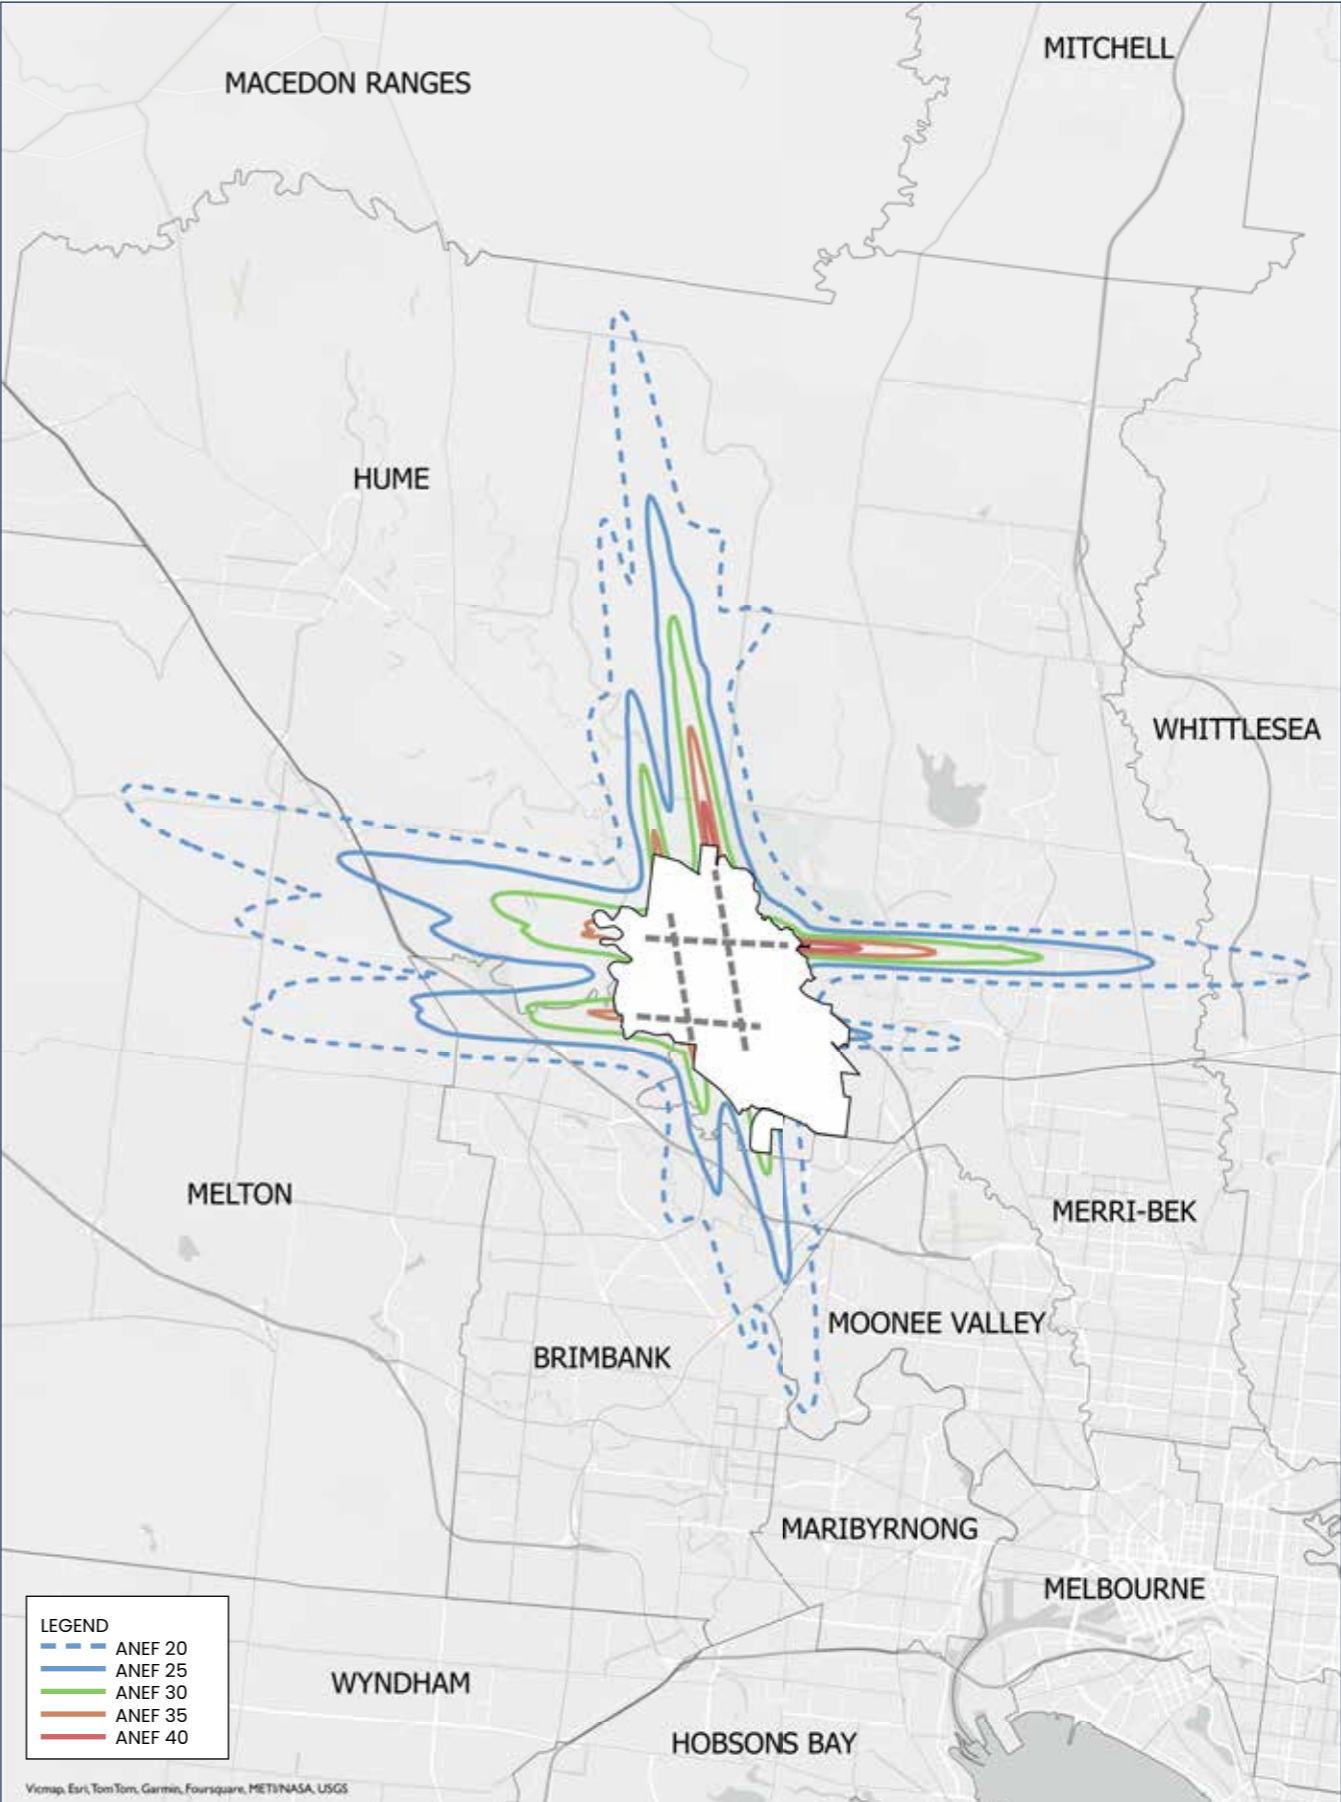 MITCHELL
MACEDON RANGES
HUME
WHITTLESEA
MELTON
MERRI-BEK
MOONEE VALLEY
BRIMBANK
MARIBYRNONG
MELBOURNE
LEGEND
ANEF 20
ANEF 25
ANEF 30
ANEF 35
ANEF 40
WYNDHAM
HOBSONS BAY
Vicmap, Esri, TomTom, Garmin, Foursquare, METI/NASA, USGS